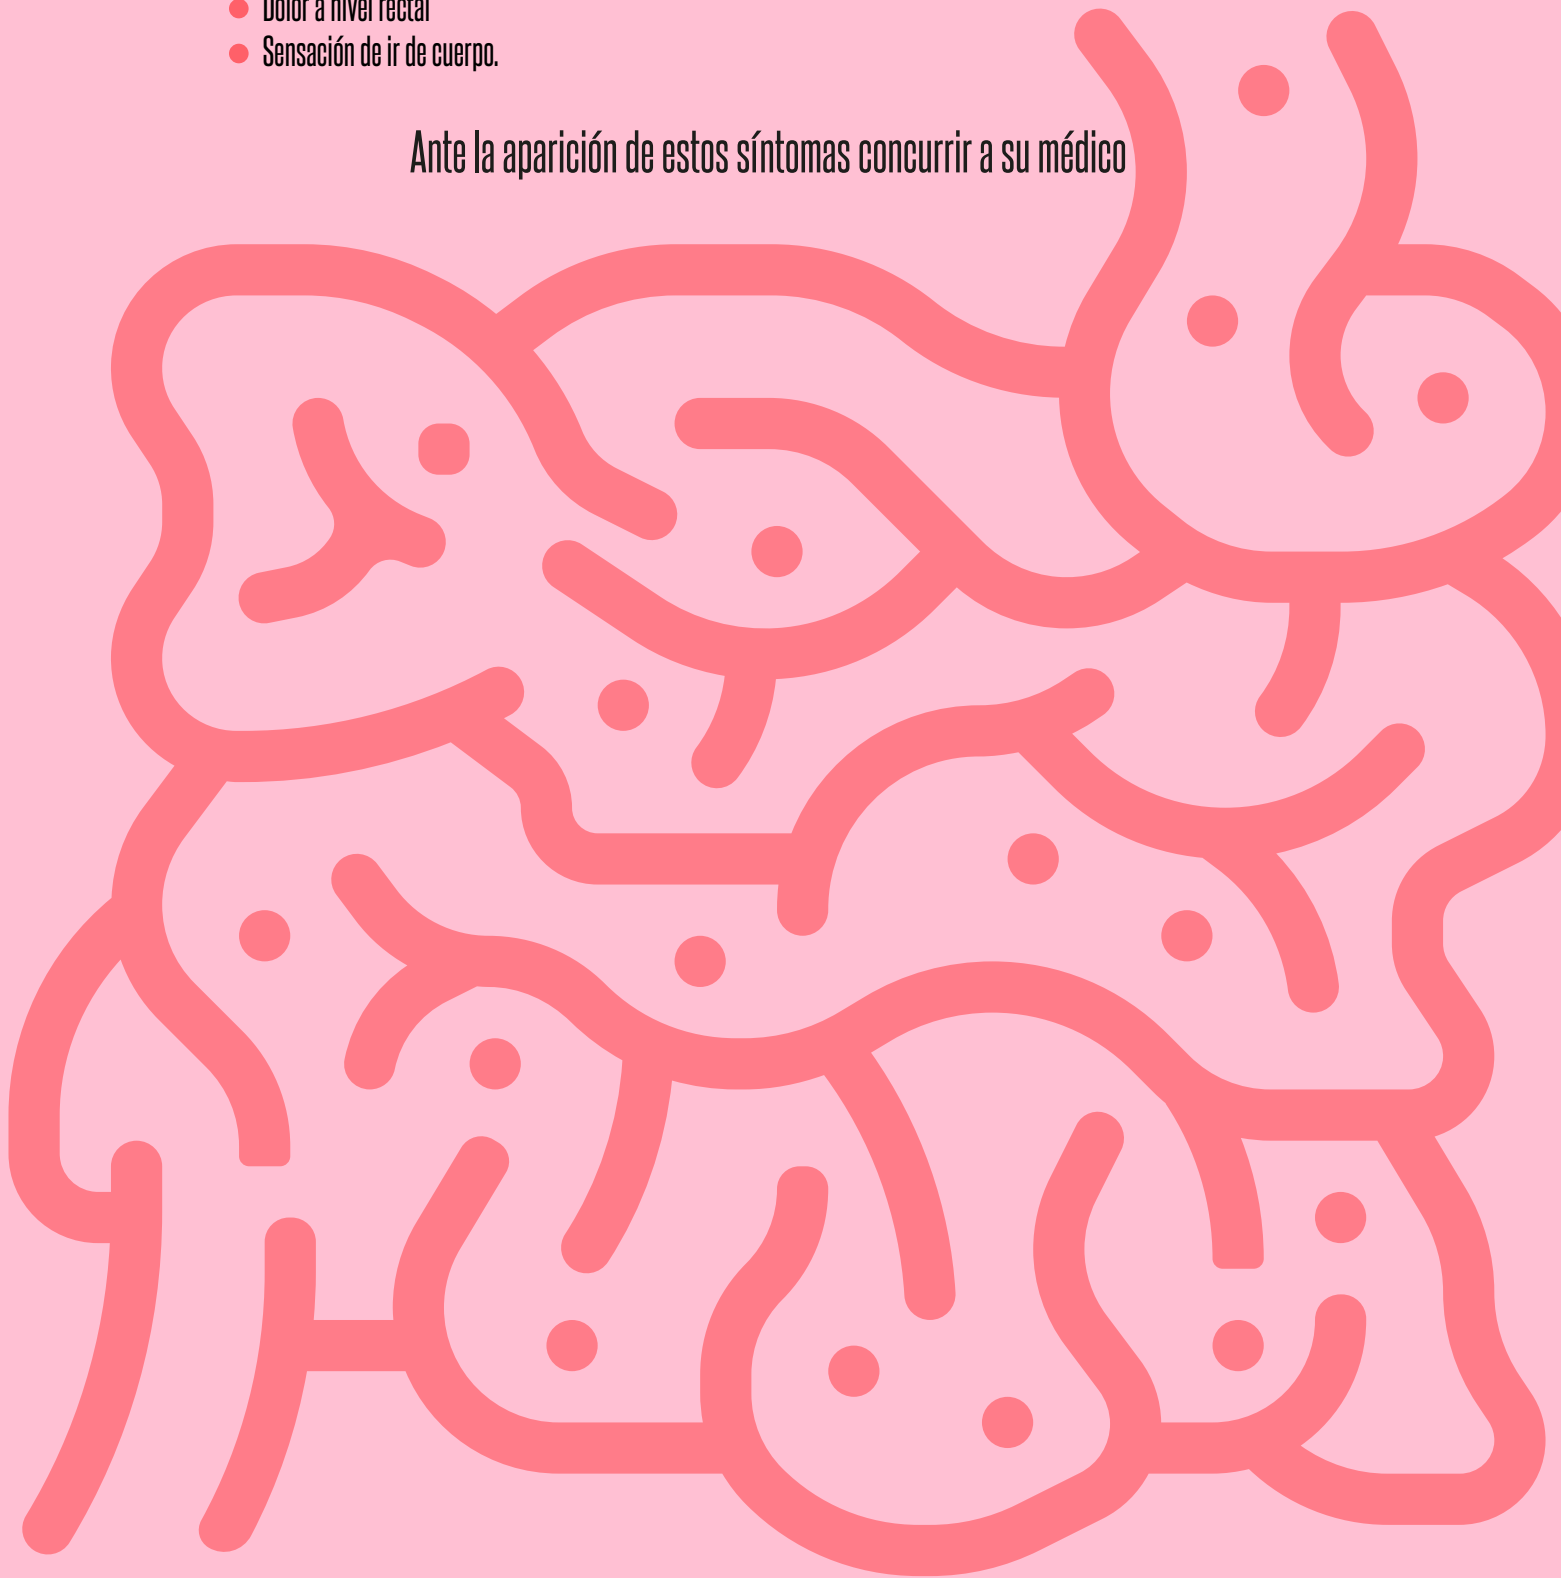 Dolor a nivel rectal
Sensación de ir de cuerpo.
Ante la aparición de estos síntomas concurrir a su médico